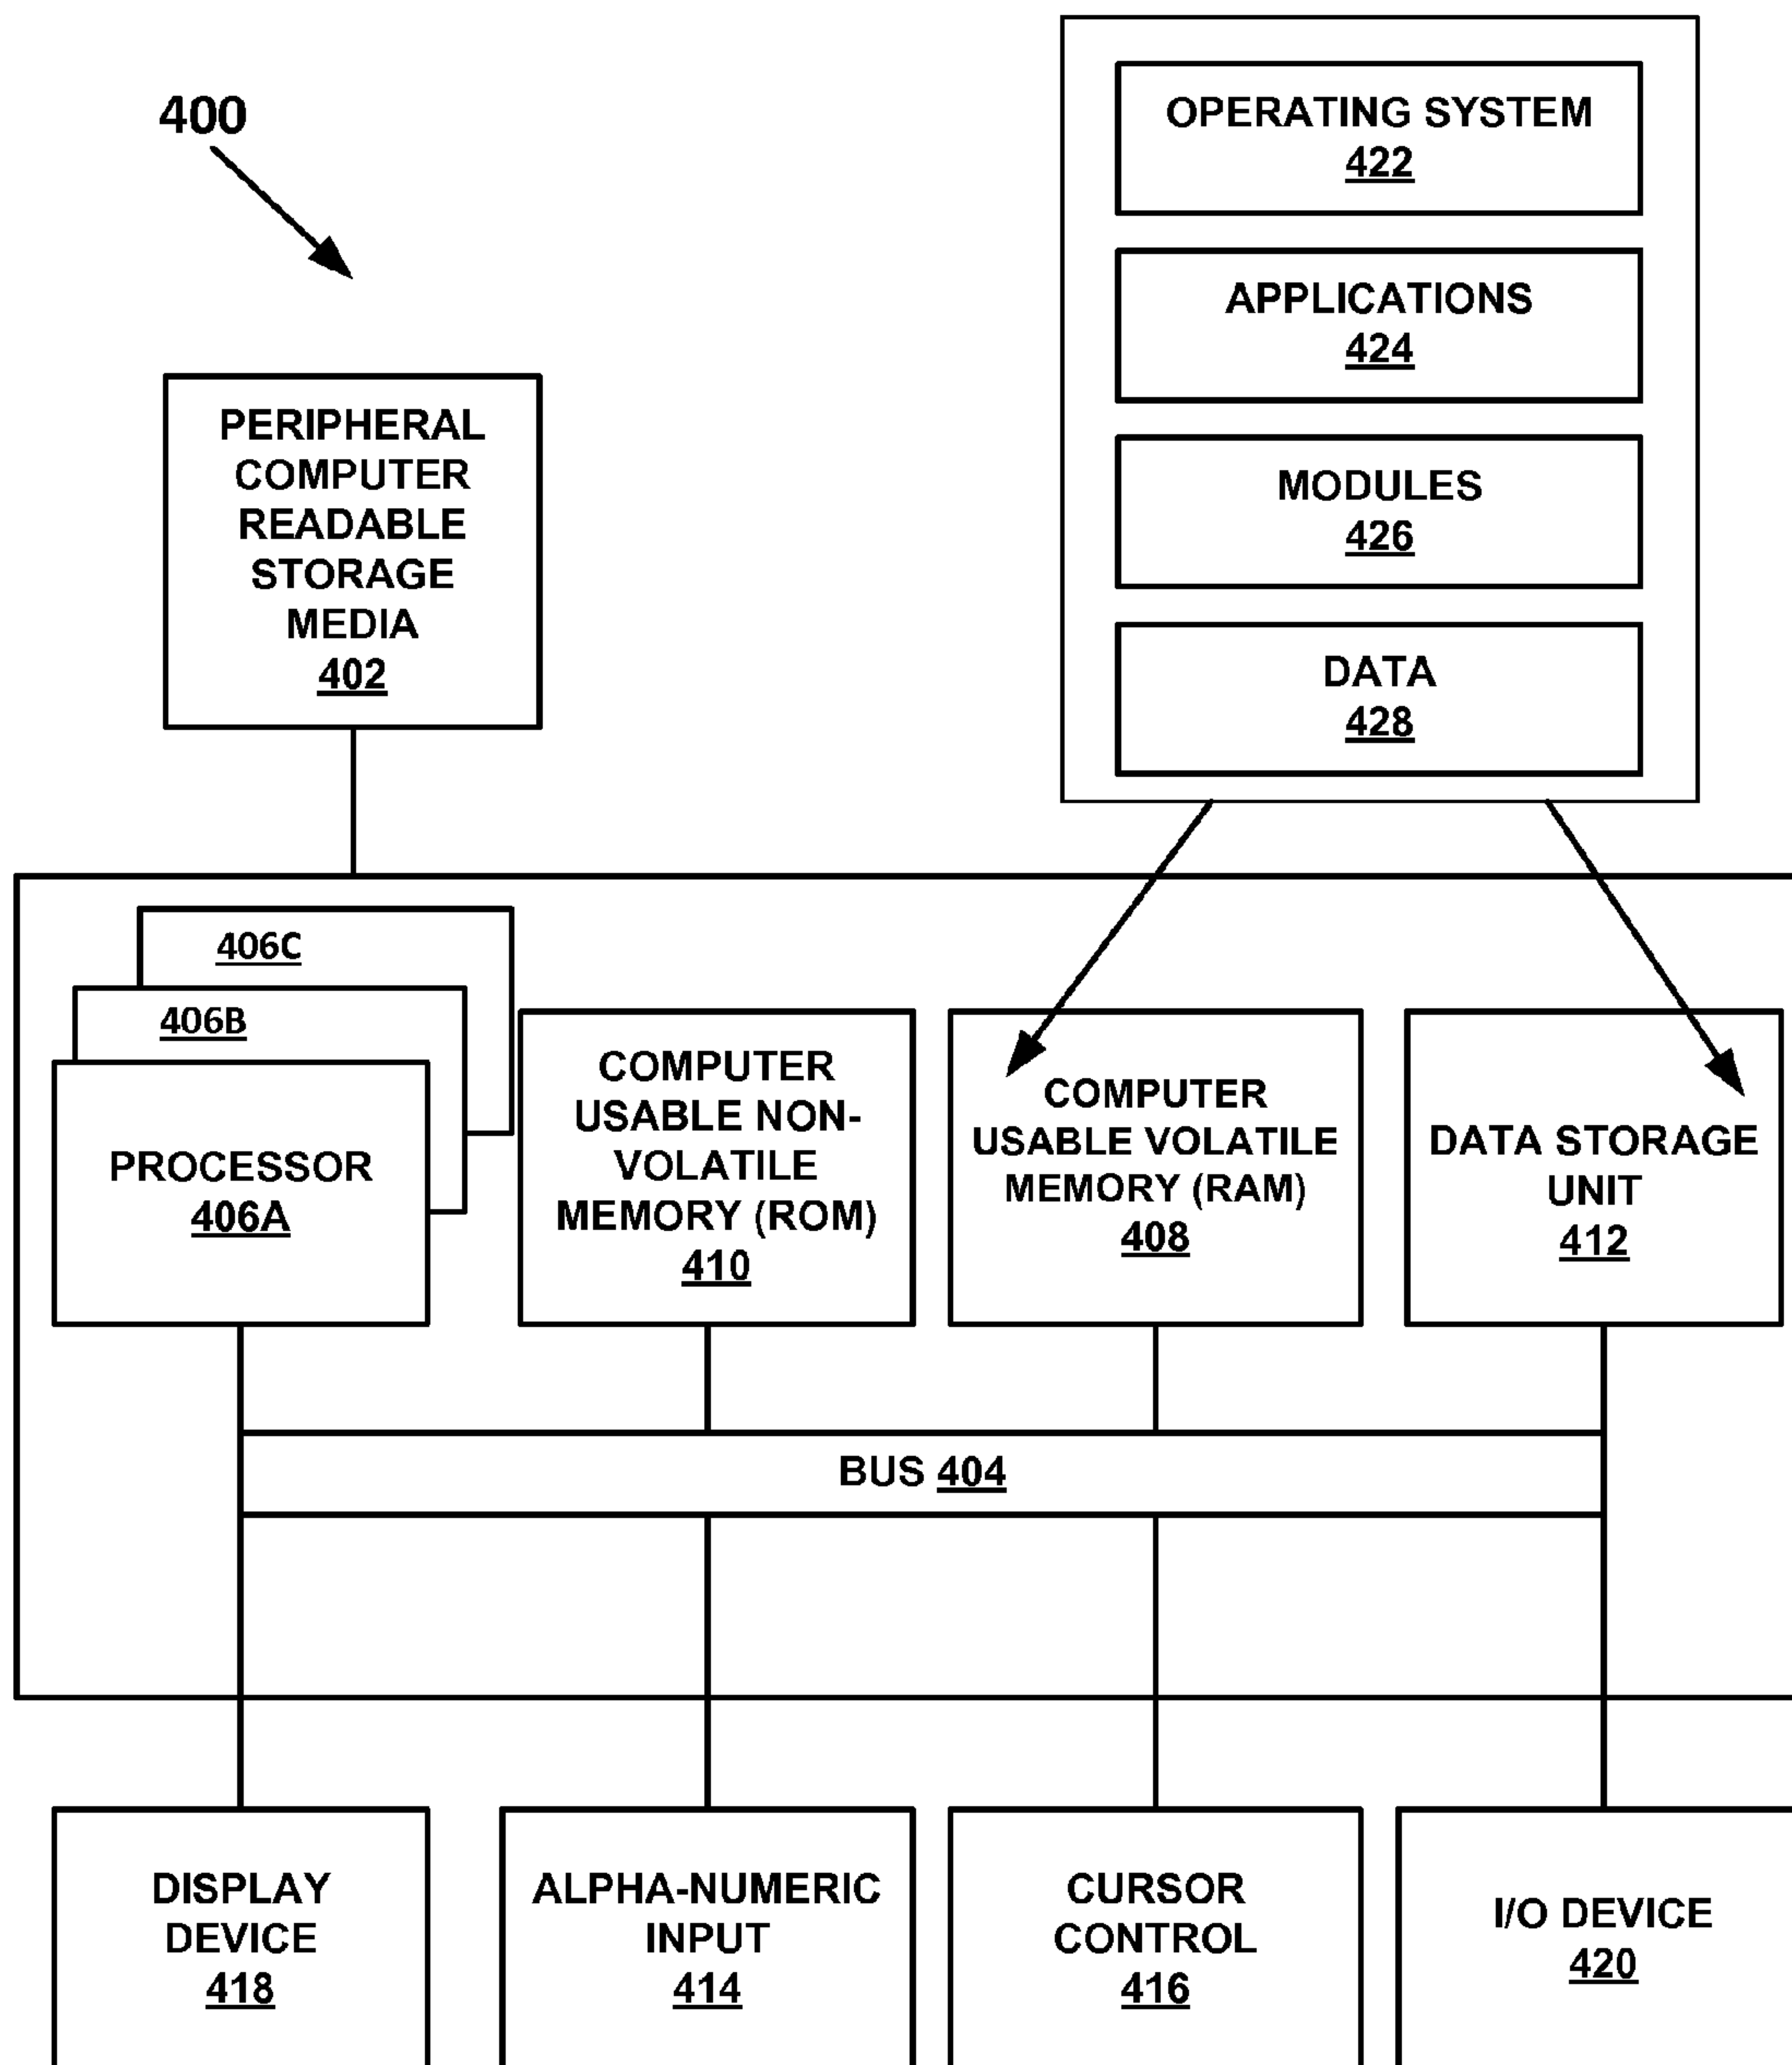 400
OPERATING SYSTEM
422
APPLICATIONS
424
MODULES
426
DATA
428
PERIPHERAL
COMPUTER
READABLE
STORAGE
MEDIA
402
406C
406B
PROCESSOR
406A
COMPUTER
USABLE NON-
VOLATILE
MEMORY (ROM)
410
COMPUTER
USABLE VOLATILE
MEMORY (RAM)
408
DATA STORAGE
UNIT
412
BUS 404
DISPLAY
DEVICE
418
ALPHA-NUMERIC
INPUT
414
CURSOR
CONTROL
416
I/O DEVICE
420